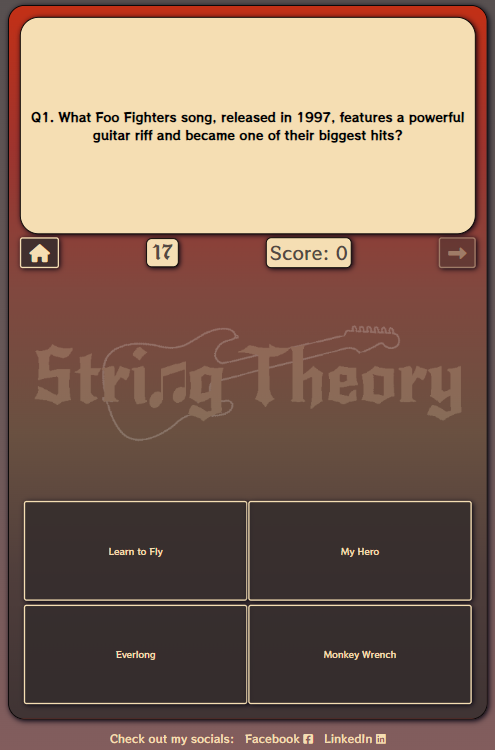 Q1. What Foo Fighters song, released in 1997, features a powerful
guitar riff and became one of their biggest hits?
17
Score: 0
String Theory
Learn to Fly
My Hero
Everlong
Monkey Wrench
Check out my socials: Facebook LinkedIn